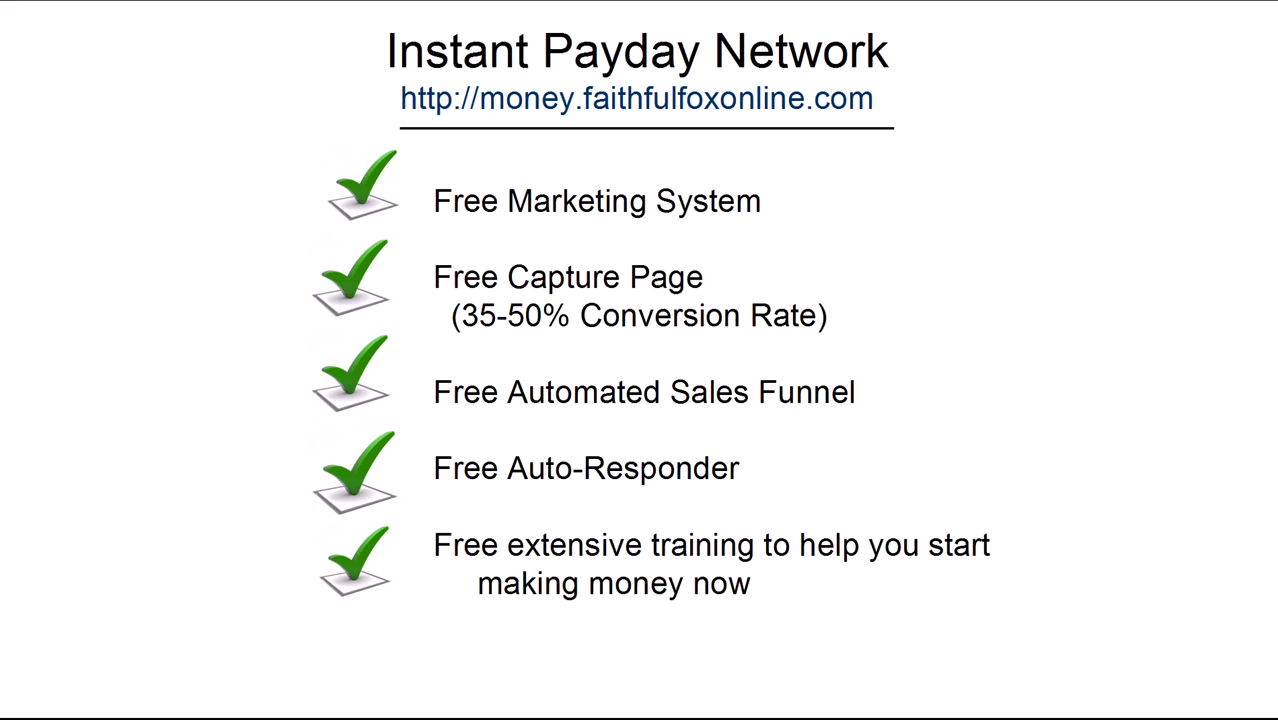 Instant Payday Network
http://money.faithfulfoxonline.com
Free Marketing System
Free Capture Page
(35-50% Conversion Rate)
Free Automated Sales Funnel
Free Auto-Responder
Free extensive training to help you start
making money now